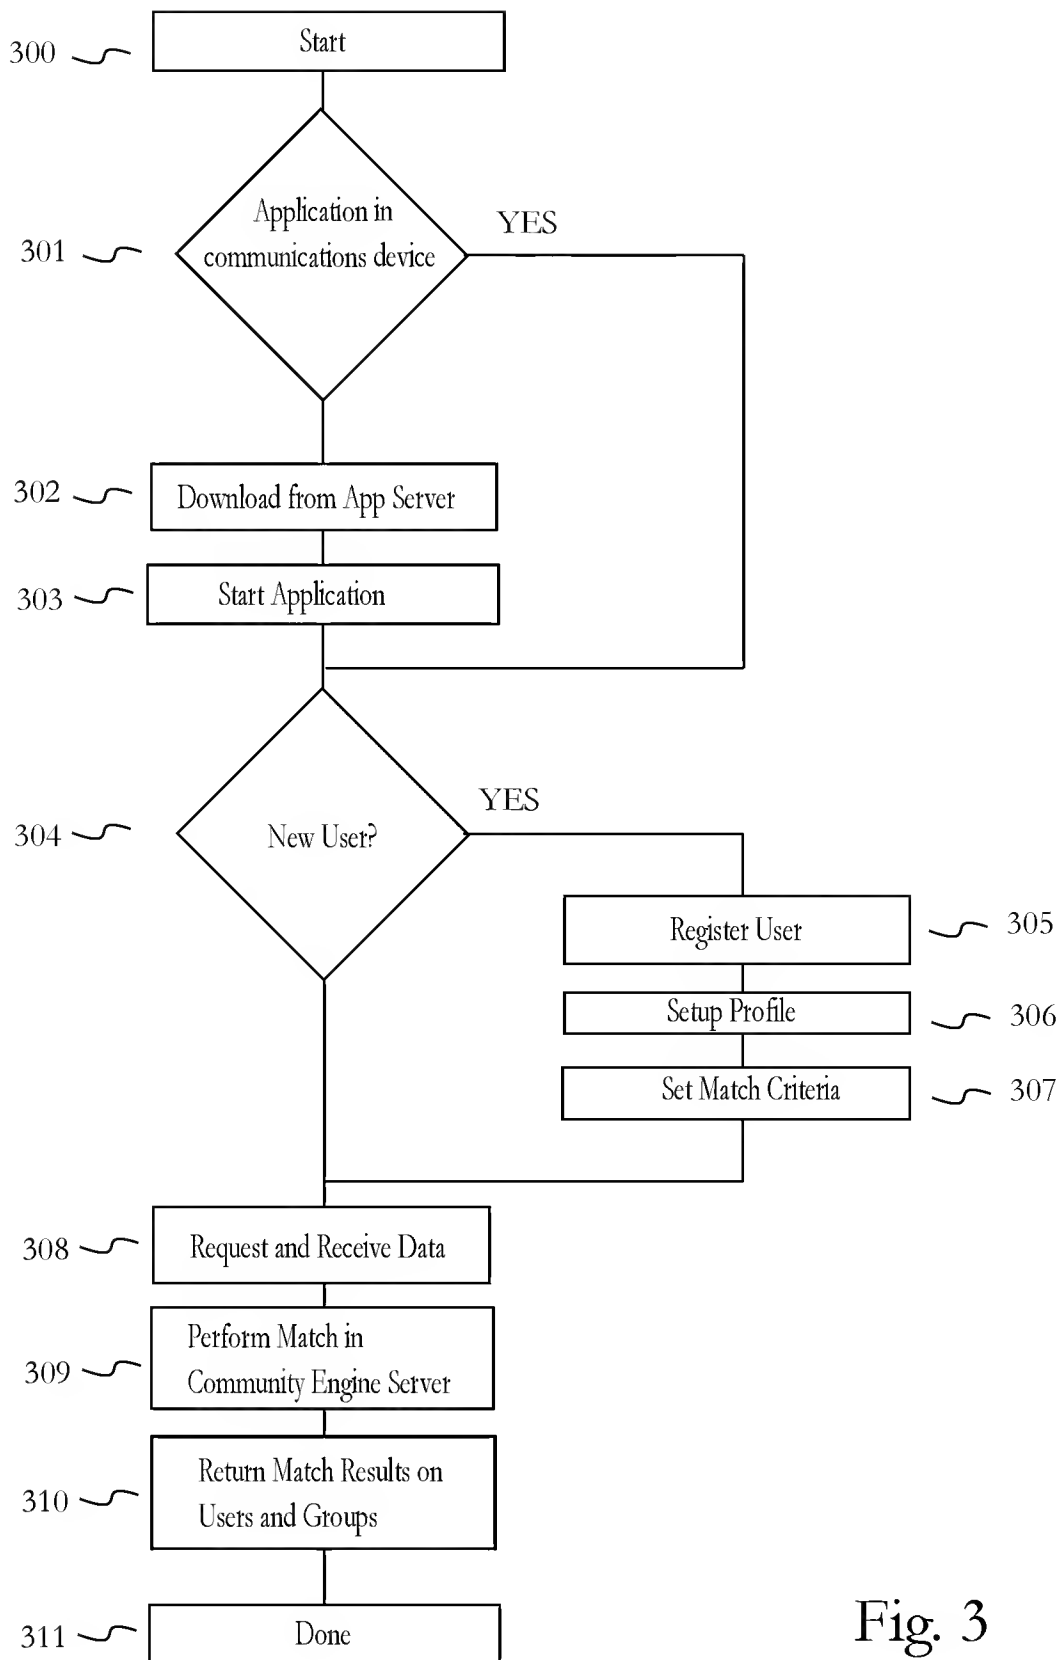 300
Start
301
Application in
communications device
YES
302
Download from App Server
303
Start Application
304
New User?
YES
Register User
305
Setup Profile
306
Set Match Criteria
307
308
Request and Receive Data
309
Perform Match in
Community Engine Server
310
Return Match Results on
Users and Groups
311
Done
Fig. 3